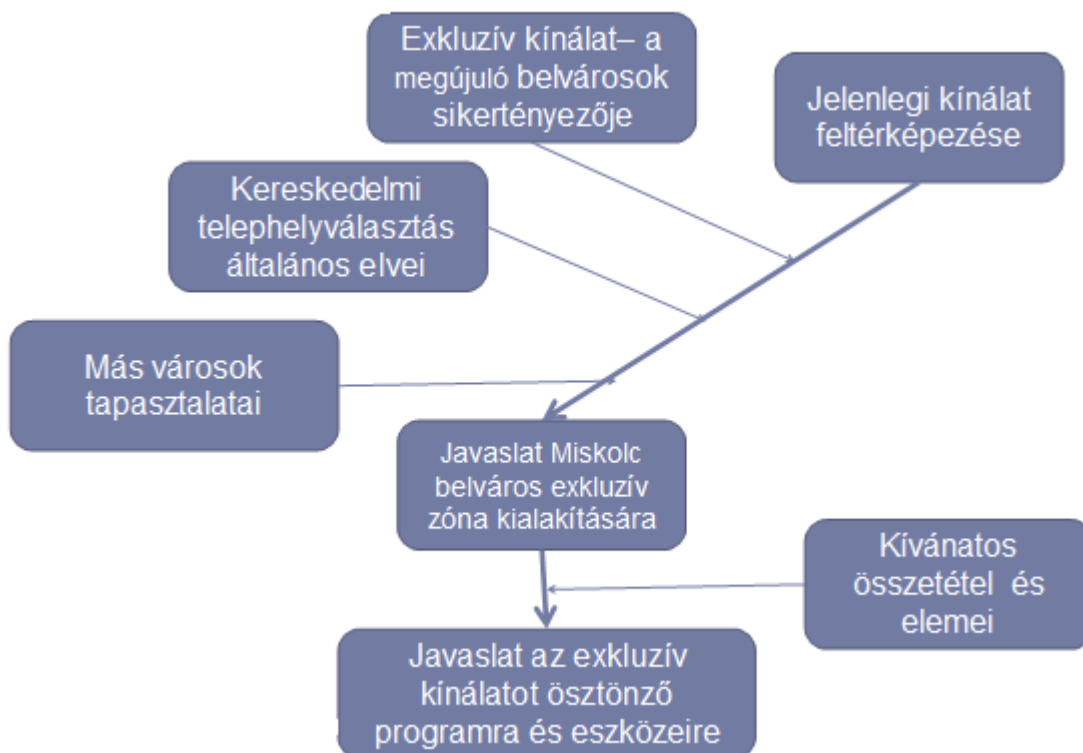 Exkluzív kínálat– a
megújuló belvárosok
sikertényezője
Jelenlegi kínálat
feltérképezése
Kereskedelmi
telephelyválasztás
általános elvei
Más városok
tapasztalatai
Javaslat Miskolc
belváros exkluzív
zóna kialakítására
Kívánatos
összetétel és
elemei
Javaslat az exkluzív
kínálatot ösztönző
programra és eszközeire